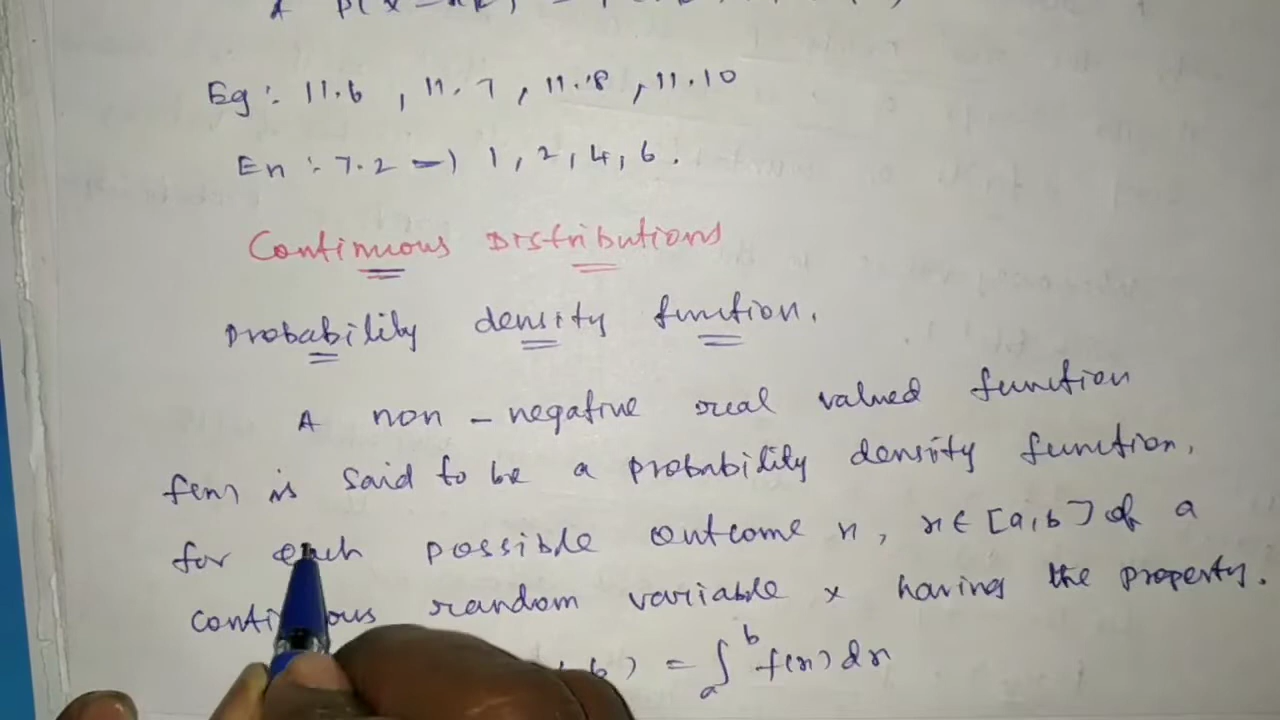 Eg :. 11.6 , 11.7 , 11.8 , 11.10
En : 7.2 → 1, 2, 4, 6.
Continuous Distributions
Probability density function.
A non-negative real valued function
f(x) is said to be a probability density function,
for each possible outcome x, x ∈ [a,b] of a
continuous random variable x having the property.
b) = ∫ₐᵇ f(x) dx